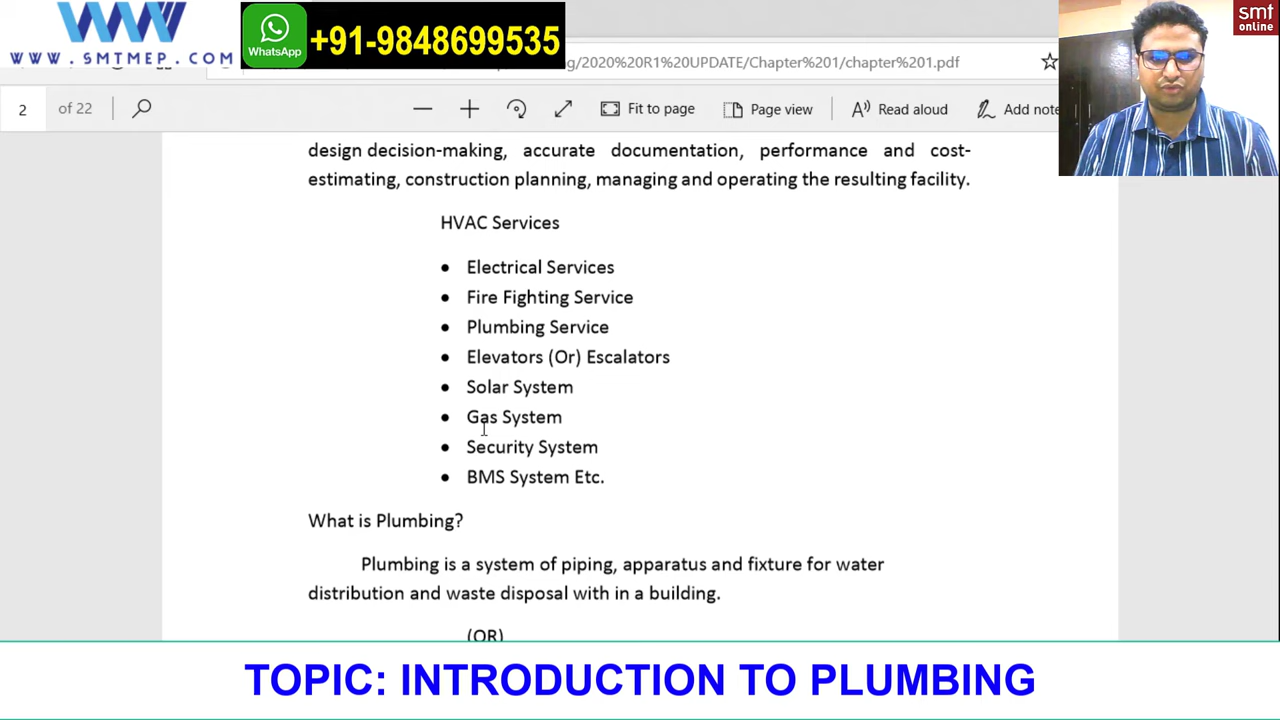 WWW.SMTMEP.COM
WhatsApp
+91-9848699535
smt
online
g/2020%20R1%20UPDATE/Chapter%201/chapter%201.pdf
2 of 22
Fit to page
Page view
Read aloud
Add note
design decision-making, accurate documentation, performance and cost-
estimating, construction planning, managing and operating the resulting facility.
HVAC Services
• Electrical Services
• Fire Fighting Service
• Plumbing Service
• Elevators (Or) Escalators
• Solar System
• Gas System
• Security System
• BMS System Etc.
What is Plumbing?
Plumbing is a system of piping, apparatus and fixture for water
distribution and waste disposal with in a building.
(OR)
TOPIC: INTRODUCTION TO PLUMBING